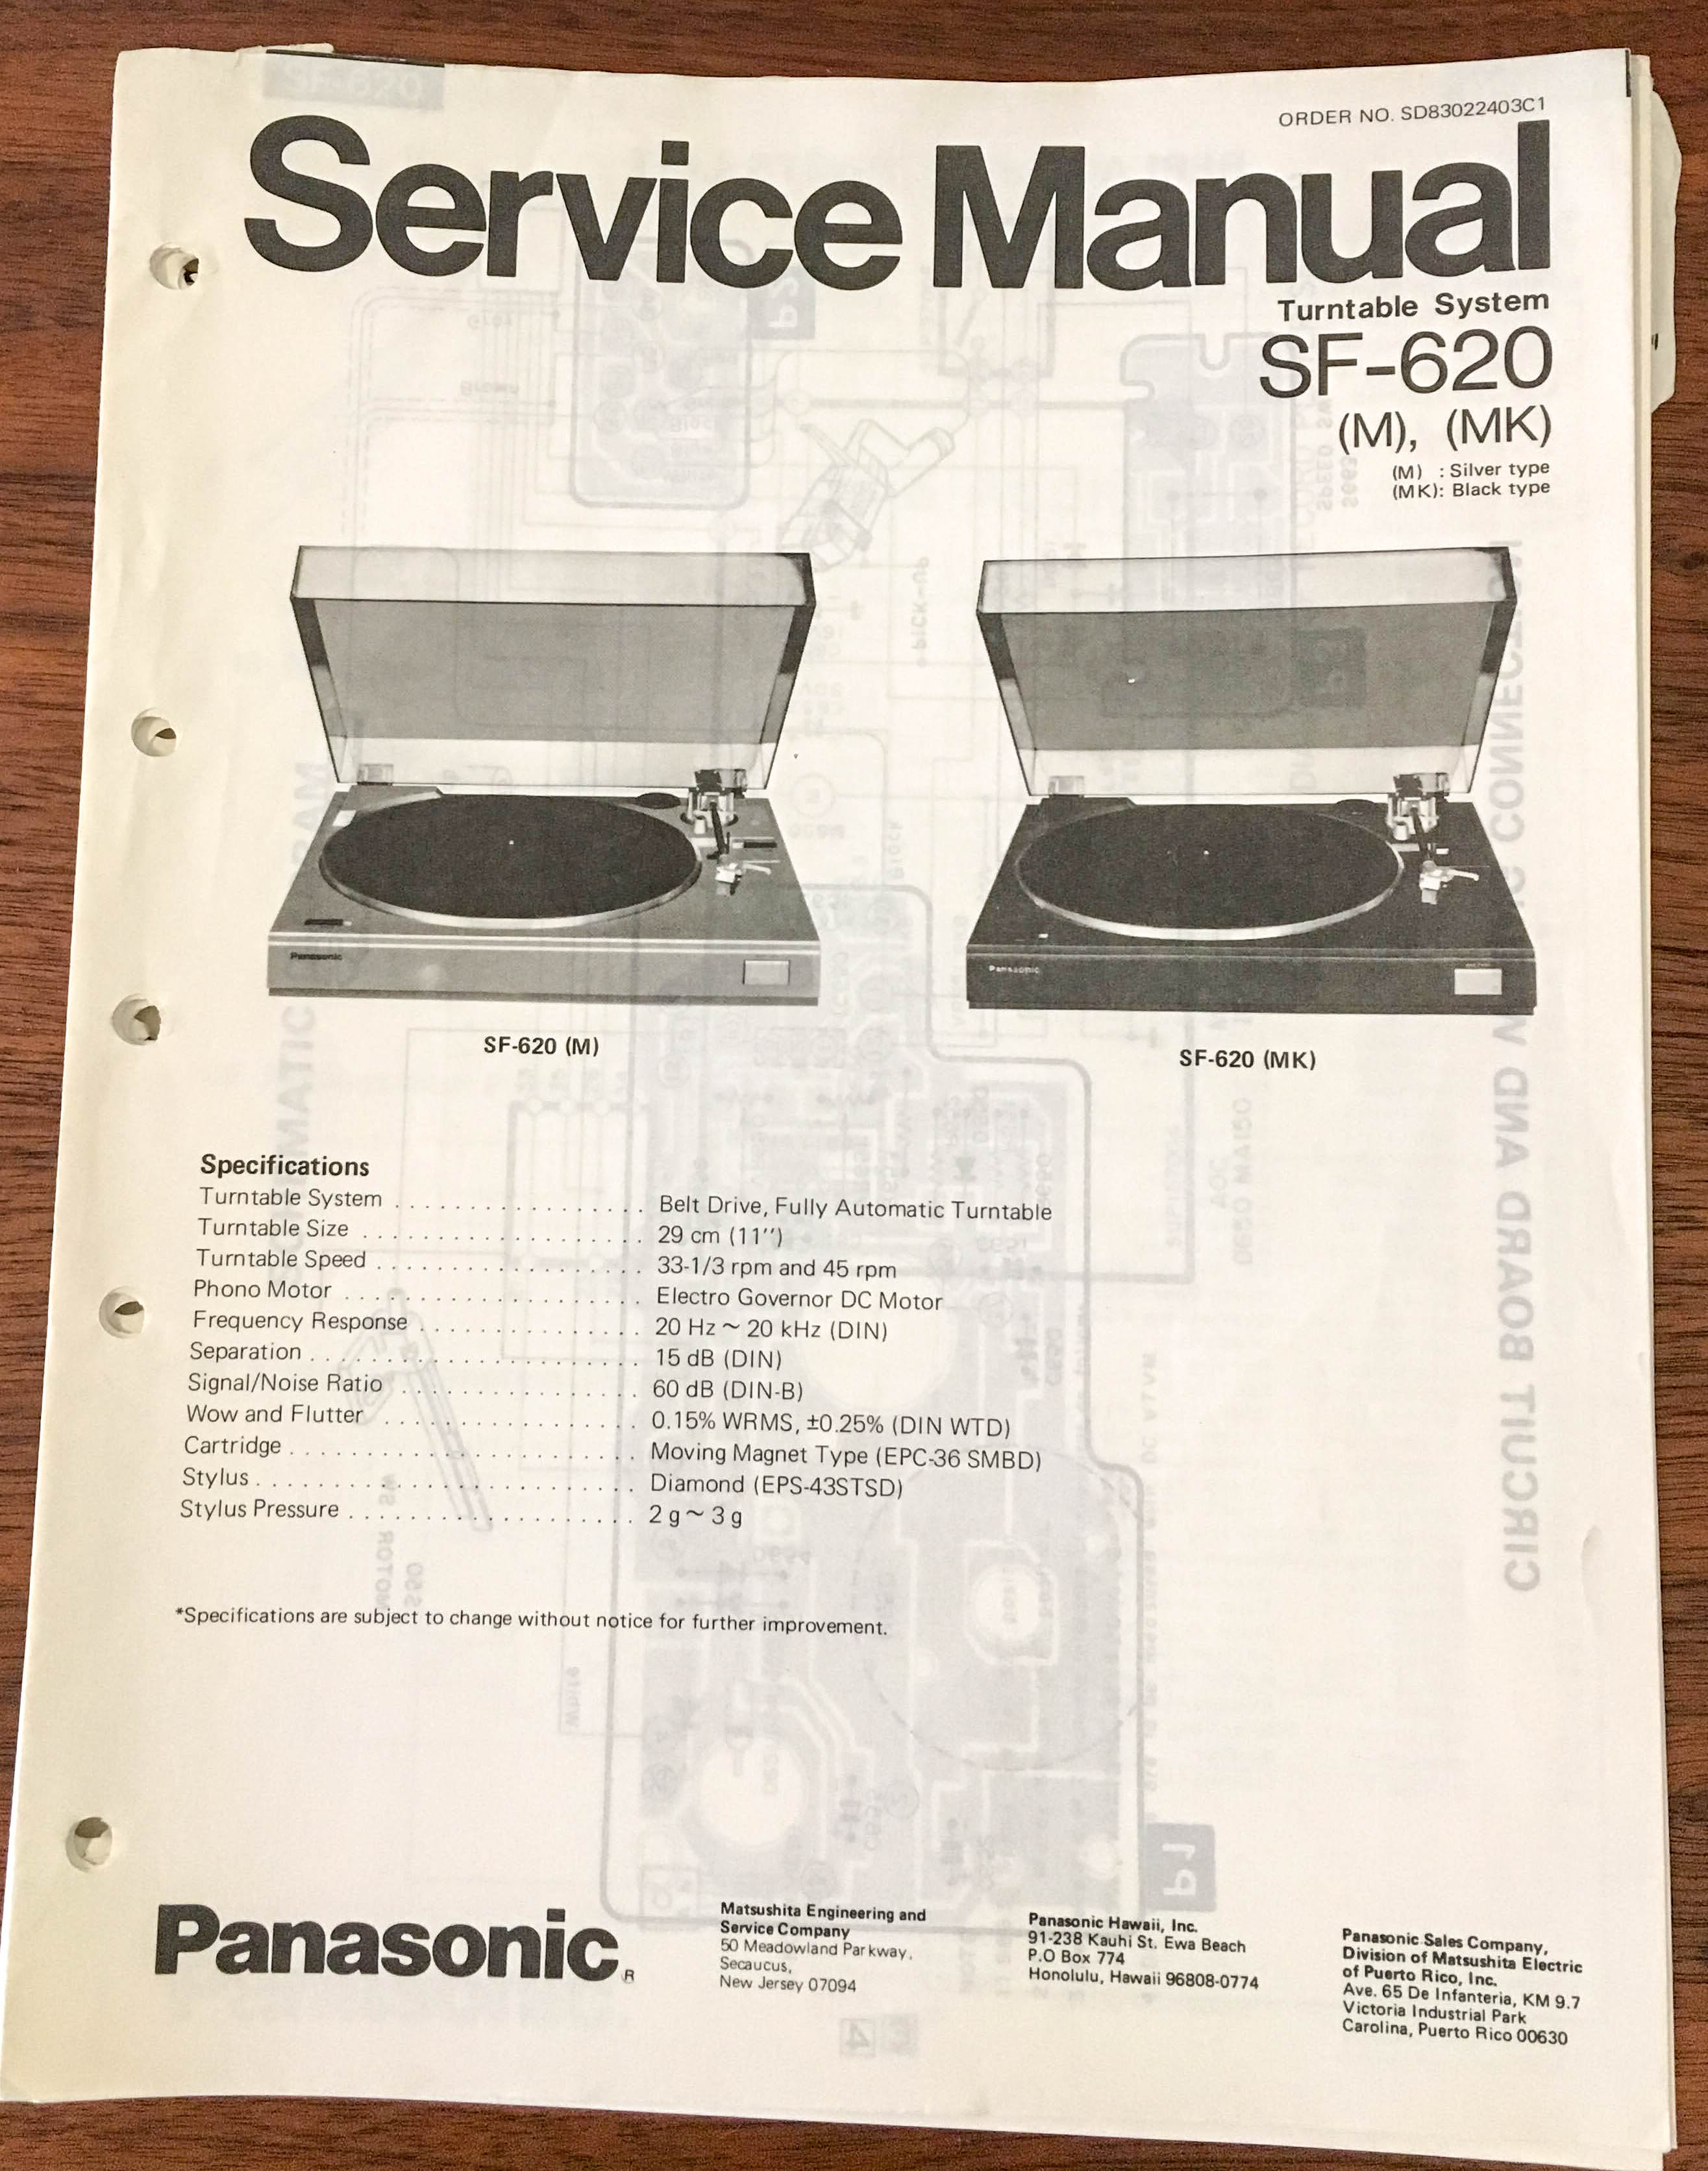 ORDER NO. SD83022403C1
Service Manual
Turntable System
SF-620
(M), (MK)
(M) : Silver type
(MK): Black type
Panasonic
Panasonic
SF-620 (M)
SF-620 (MK)
Specifications
Turntable System . . . . . . . . . . . . . . . . . Belt Drive, Fully Automatic Turntable
Turntable Size . . . . . . . . . . . . . . . . . . . 29 cm (11'')
Turntable Speed . . . . . . . . . . . . . . . . . . 33-1/3 rpm and 45 rpm
Phono Motor . . . . . . . . . . . . . . . . . . . . Electro Governor DC Motor
Frequency Response . . . . . . . . . . . . . . . 20 Hz ~ 20 kHz (DIN)
Separation . . . . . . . . . . . . . . . . . . . . . . 15 dB (DIN)
Signal/Noise Ratio . . . . . . . . . . . . . . . . 60 dB (DIN-B)
Wow and Flutter . . . . . . . . . . . . . . . . . 0.15% WRMS, ±0.25% (DIN WTD)
Cartridge . . . . . . . . . . . . . . . . . . . . . . . Moving Magnet Type (EPC-36 SMBD)
Stylus . . . . . . . . . . . . . . . . . . . . . . . . . Diamond (EPS-43STSD)
Stylus Pressure . . . . . . . . . . . . . . . . . . . 2 g ~ 3 g
*Specifications are subject to change without notice for further improvement.
Panasonic®
Matsushita Engineering and
Service Company
50 Meadowland Parkway,
Secaucus,
New Jersey 07094
Panasonic Hawaii, Inc.
91-238 Kauhi St. Ewa Beach
P.O Box 774
Honolulu, Hawaii 96808-0774
Panasonic Sales Company,
Division of Matsushita Electric
of Puerto Rico, Inc.
Ave. 65 De Infanteria, KM 9.7
Victoria Industrial Park
Carolina, Puerto Rico 00630